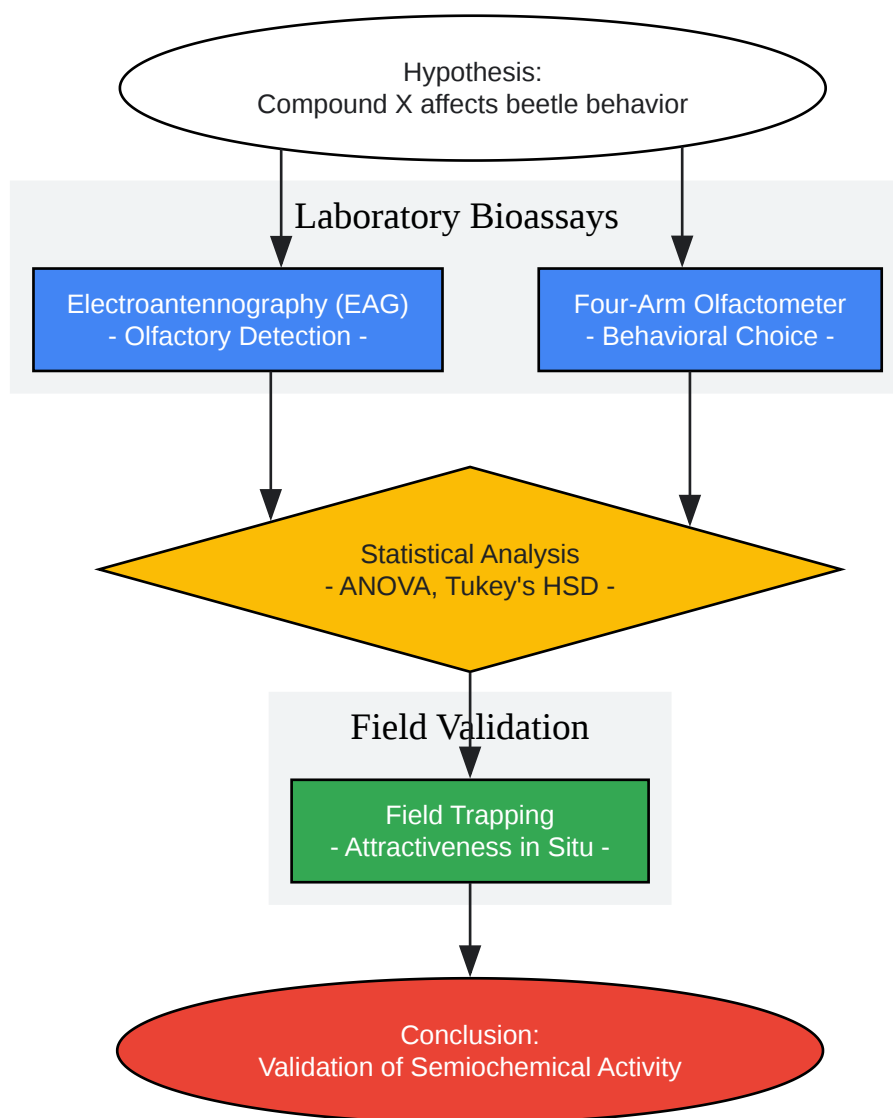 Hypothesis:
Compound X affects beetle behavior
Laboratory Bioassays
Electroantennography (EAG)
- Olfactory Detection -
Four-Arm Olfactometer
- Behavioral Choice -
Statistical Analysis
- ANOVA, Tukey's HSD -
Field Validation
Field Trapping
- Attractiveness in Situ -
Conclusion:
Validation of Semiochemical Activity